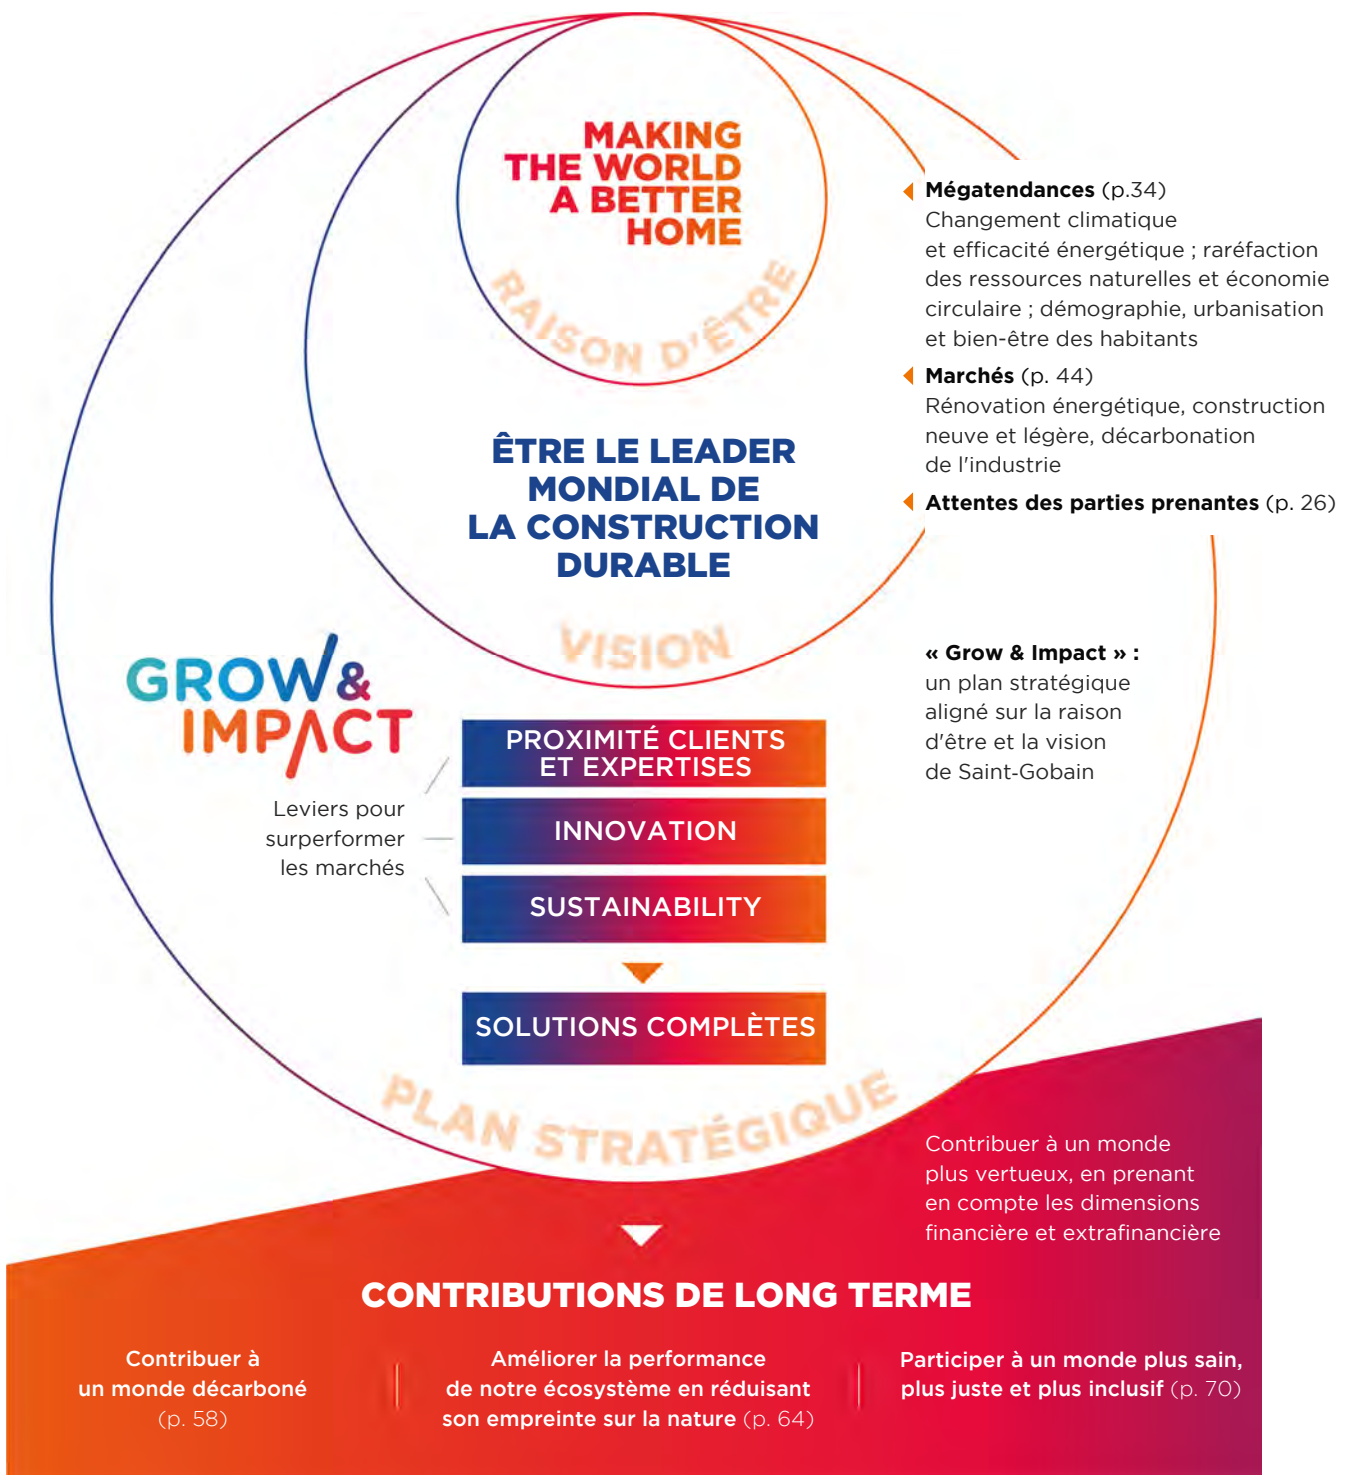 MAKING
THE WORLD
A BETTER
HOME
RAISON D'ÊTRE
Mégatendances (p.34)
Changement climatique
et efficacité énergétique ; raréfaction
des ressources naturelles et économie
circulaire ; démographie, urbanisation
et bien-être des habitants
Marchés (p. 44)
Rénovation énergétique, construction
neuve et légère, décarbonation
de l'industrie
Attentes des parties prenantes (p. 26)
ÊTRE LE LEADER
MONDIAL DE
LA CONSTRUCTION
DURABLE
VISION
GROW &
IMPACT
« Grow & Impact » :
un plan stratégique
aligné sur la raison
d'être et la vision
de Saint-Gobain
Leviers pour
surperformer
les marchés
PROXIMITÉ CLIENTS
ET EXPERTISES
INNOVATION
SUSTAINABILITY
SOLUTIONS COMPLÈTES
PLAN STRATÉGIQUE
Contribuer à un monde
plus vertueux, en prenant
en compte les dimensions
financière et extrafinancière
CONTRIBUTIONS DE LONG TERME
Contribuer à
un monde décarboné
(p. 58)
Améliorer la performance
de notre écosystème en réduisant
son empreinte sur la nature (p. 64)
Participer à un monde plus sain,
plus juste et plus inclusif (p. 70)